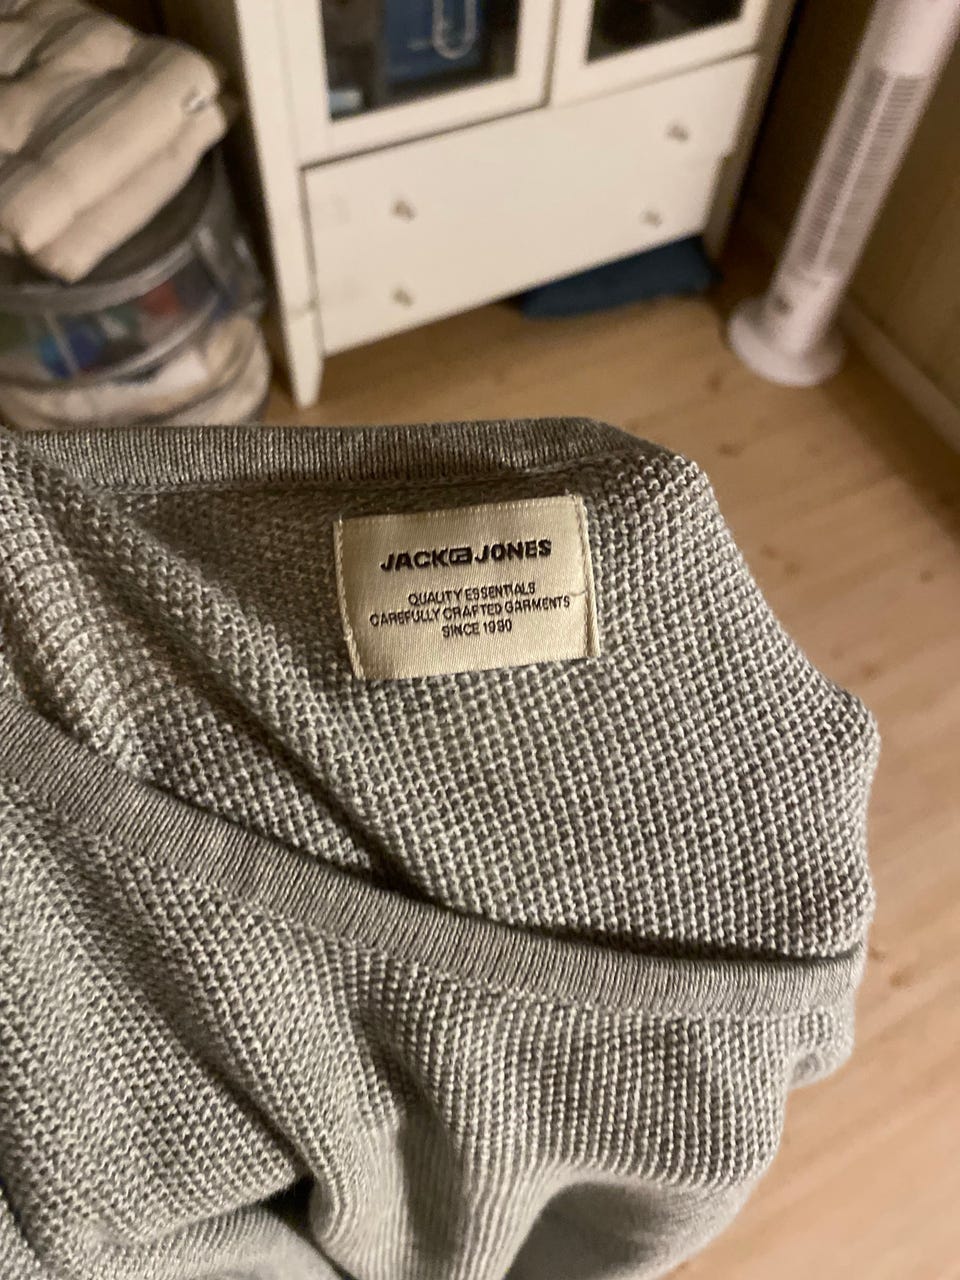 JACK & JONES
QUALITY ESSENTIALS
CAREFULLY CRAFTED GARMENTS
SINCE 1990